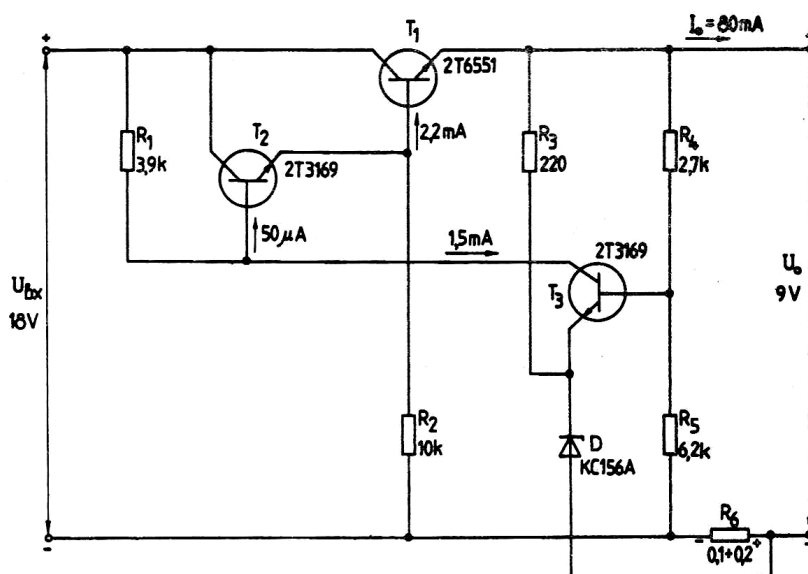 T₁
I₀ = 80mA
+
+
2T6551
R₁
3,9k
T₂
2T3169
2,2mA
R₃
220
R₄
2,7k
50μA
1,5mA
2T3169
T₃
Uвх
18V
U₀
9V
R₂
10k
D
KC156A
R₅
6,2k
R₆
-
-
+
-
0,1÷0,2